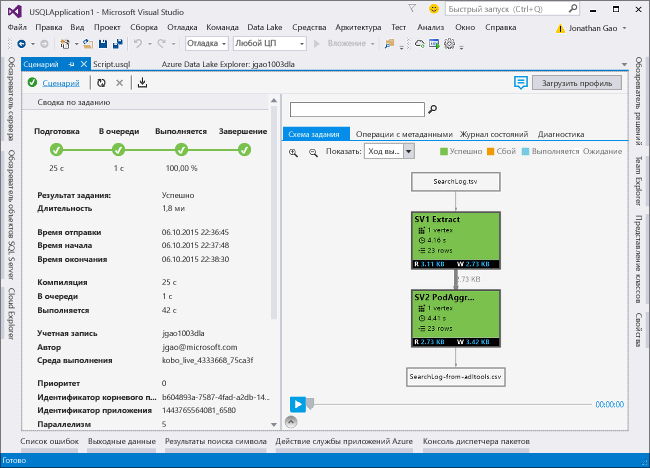 USQLApplication1 - Microsoft Visual Studio
Быстрый запуск (Ctrl+Q)
Файл Правка Вид Проект Сборка Отладка Команда Data Lake Средства Архитектура Тест Анализ Окно Справка Jonathan Gao
Отладка Любой ЦП Вложение
Обозреватель сервера
Обозреватель объектов SQL Server
Cloud Explorer
Сценарий Script.usql Azure Data Lake Explorer: jgao1003dla
Сценарий
Загрузить профиль
Сводка по заданию
Подготовка В очереди Выполняется Завершение
25 с 1 с 100,00 %
Результат задания: Успешно
Длительность 1,8 ми
Время отправки 06.10.2015 22:36:45
Время начала 06.10.2015 22:37:48
Время окончания 06.10.2015 22:38:30
Компиляция 25 с
В очереди 1 с
Выполняется 42 с
Учетная запись jgao1003dla
Автор jgao@microsoft.com
Среда выполнения kobo_live_4333668_75ca3f
Приоритет 0
Идентификатор корневого п... b604893a-7587-4fad-a2db-14...
Идентификатор приложения 1443765564081_6580
Параллелизм 5
Схема задания Операции с метаданными Журнал состояний Диагностика
Показать: Ход вы... Успешно Сбой Выполняется Ожидание
SearchLog.tsv
SV1 Extract
1 vertex
4.16 s
23 rows
R 3.11 KB W 2.73 KB
2.73 KB
SV2 PodAggr...
1 vertex
4.41 s
23 rows
R 2.73 KB W 3.42 KB
SearchLog-from-adltools.csv
00:00:00
Обозреватель решений
Team Explorer
Представление классов
Свойства
Список ошибок Выходные данные Результаты поиска символа Действие службы приложений Azure Консоль диспетчера пакетов
Готово